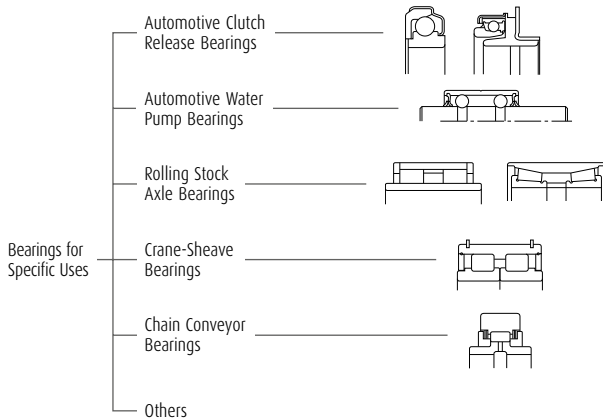 Automotive Clutch
Release Bearings
Automotive Water
Pump Bearings
Rolling Stock
Axle Bearings
Bearings for
Specific Uses
Crane-Sheave
Bearings
Chain Conveyor
Bearings
Others